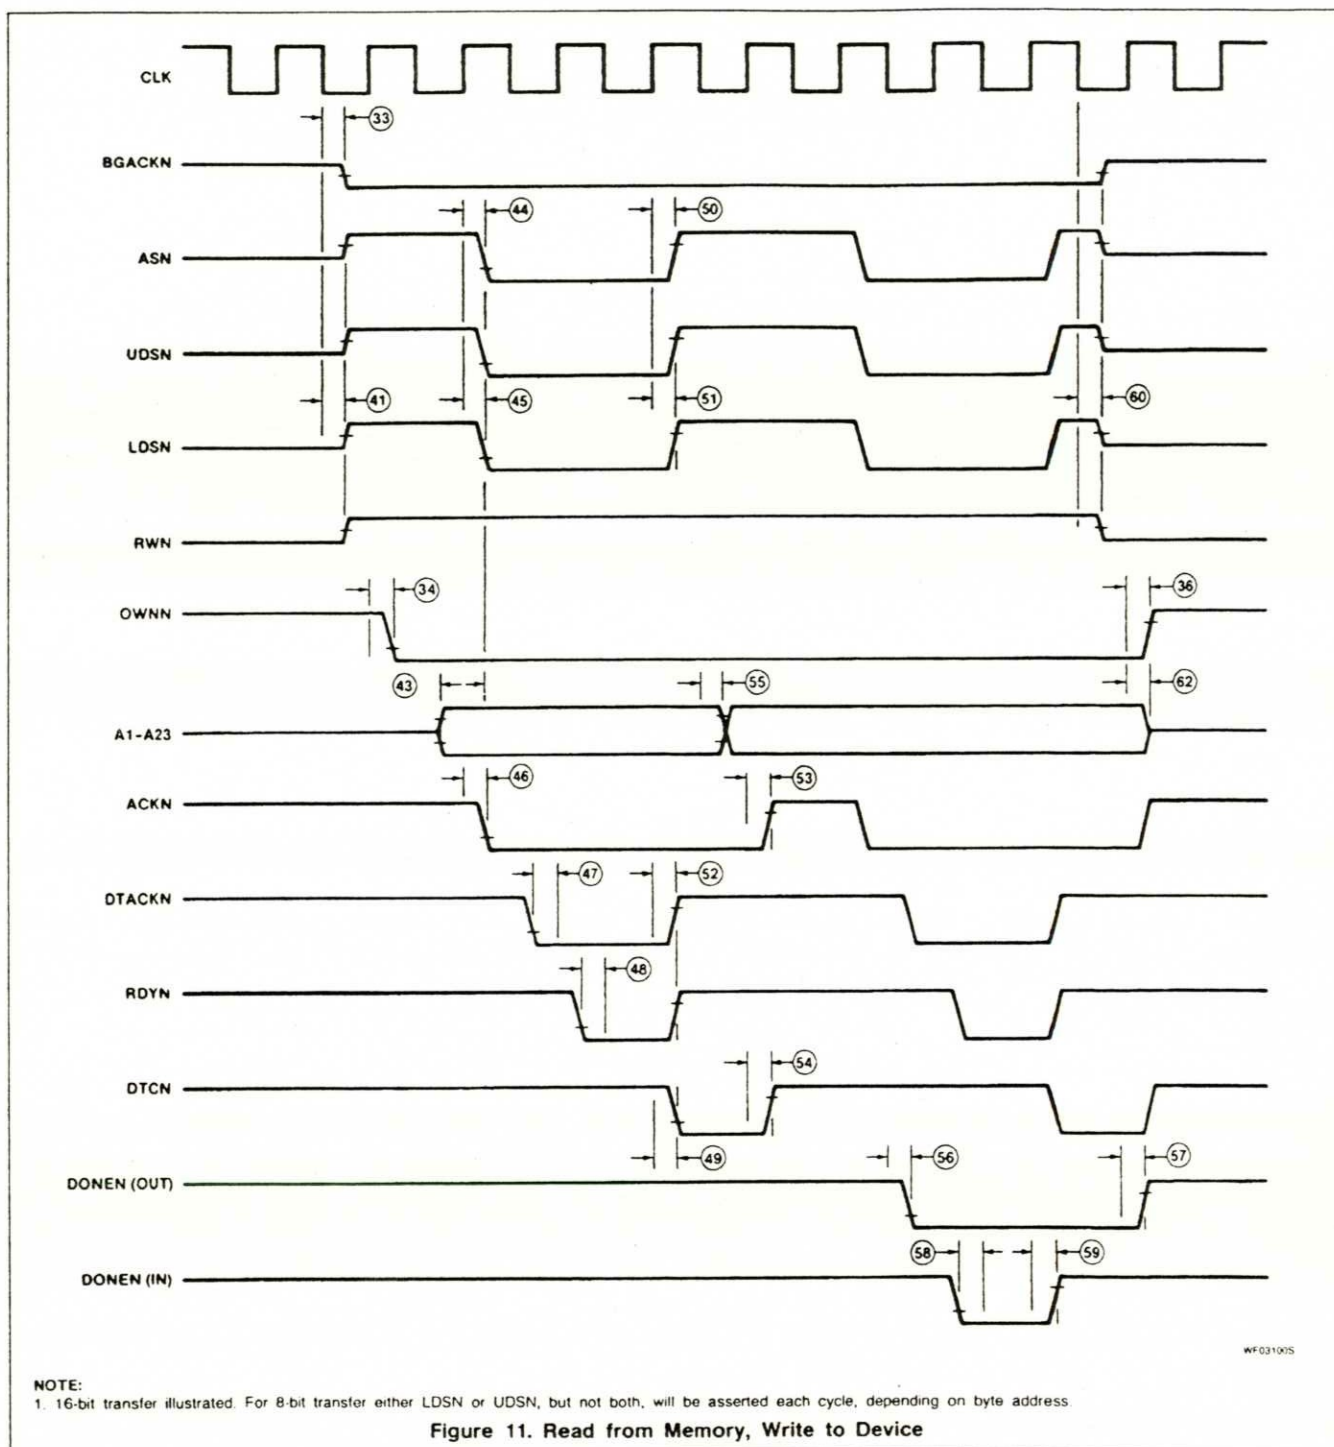 CLK
33
BGACKN
44
50
ASN
UDSN
41
45
51
60
LDSN
RWN
34
36
OWNN
43
55
62
A1-A23
46
53
ACKN
47
52
DTACKN
48
RDYN
54
DTCN
49
56
57
DONEN (OUT)
58
59
DONEN (IN)
WF03100S
NOTE:
1. 16-bit transfer illustrated. For 8-bit transfer either LDSN or UDSN, but not both, will be asserted each cycle, depending on byte address.
Figure 11. Read from Memory, Write to Device